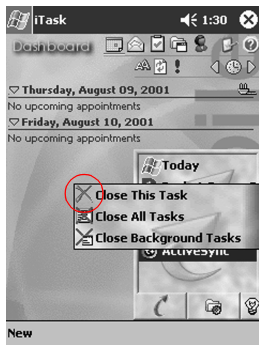 iTask 1:30
Dashboard
Thursday, August 09, 2001
No upcoming appointments
Friday, August 10, 2001
No upcoming appointments
Today
Close This Task
Close All Tasks
Close Background Tasks
ActiveSync
New